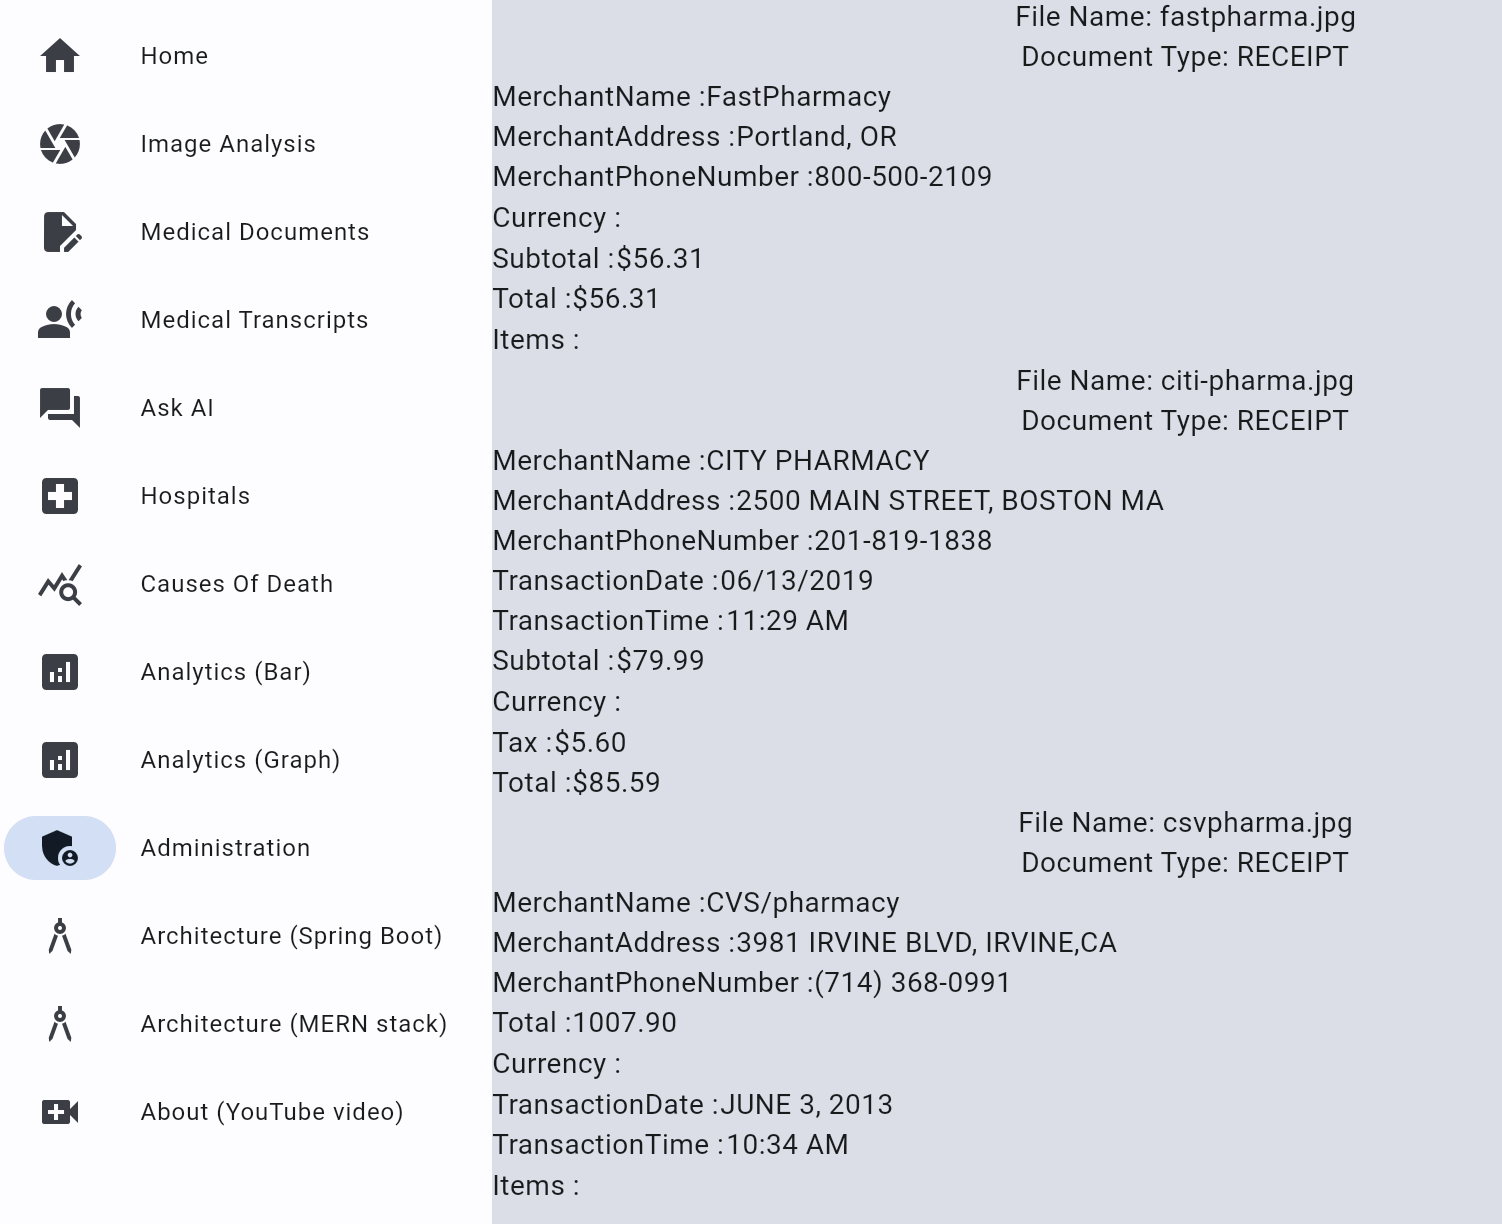 Home
Image Analysis
Medical Documents
Medical Transcripts
Ask AI
Hospitals
Causes Of Death
Analytics (Bar)
Analytics (Graph)
Administration
Architecture (Spring Boot)
Architecture (MERN stack)
About (YouTube video)
File Name: fastpharma.jpg
Document Type: RECEIPT
MerchantName :FastPharmacy
MerchantAddress :Portland, OR
MerchantPhoneNumber :800-500-2109
Currency :
Subtotal :$56.31
Total :$56.31
Items :
File Name: citi-pharma.jpg
Document Type: RECEIPT
MerchantName :CITY PHARMACY
MerchantAddress :2500 MAIN STREET, BOSTON MA
MerchantPhoneNumber :201-819-1838
TransactionDate :06/13/2019
TransactionTime :11:29 AM
Subtotal :$79.99
Currency :
Tax :$5.60
Total :$85.59
File Name: csvpharma.jpg
Document Type: RECEIPT
MerchantName :CVS/pharmacy
MerchantAddress :3981 IRVINE BLVD, IRVINE,CA
MerchantPhoneNumber :(714) 368-0991
Total :1007.90
Currency :
TransactionDate :JUNE 3, 2013
TransactionTime :10:34 AM
Items :